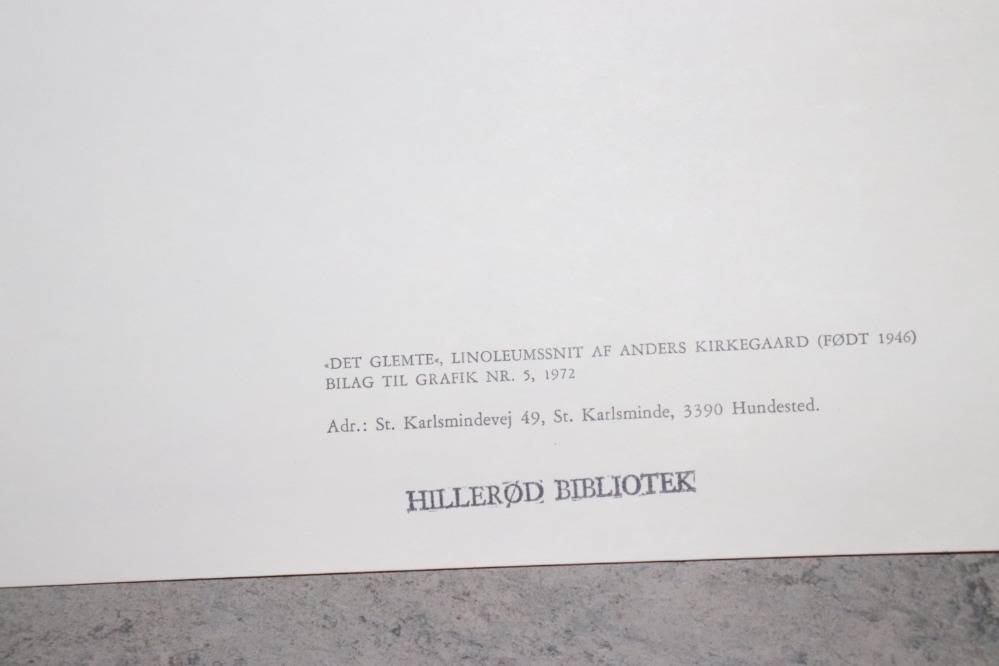 «DET GLEMTE«, LINOLEUMSSNIT AF ANDERS KIRKEGAARD (FØDT 1946)
BILAG TIL GRAFIK NR. 5, 1972
Adr.: St. Karlsmindevej 49, St. Karlsminde, 3390 Hundested.
HILLERØD BIBLIOTEK